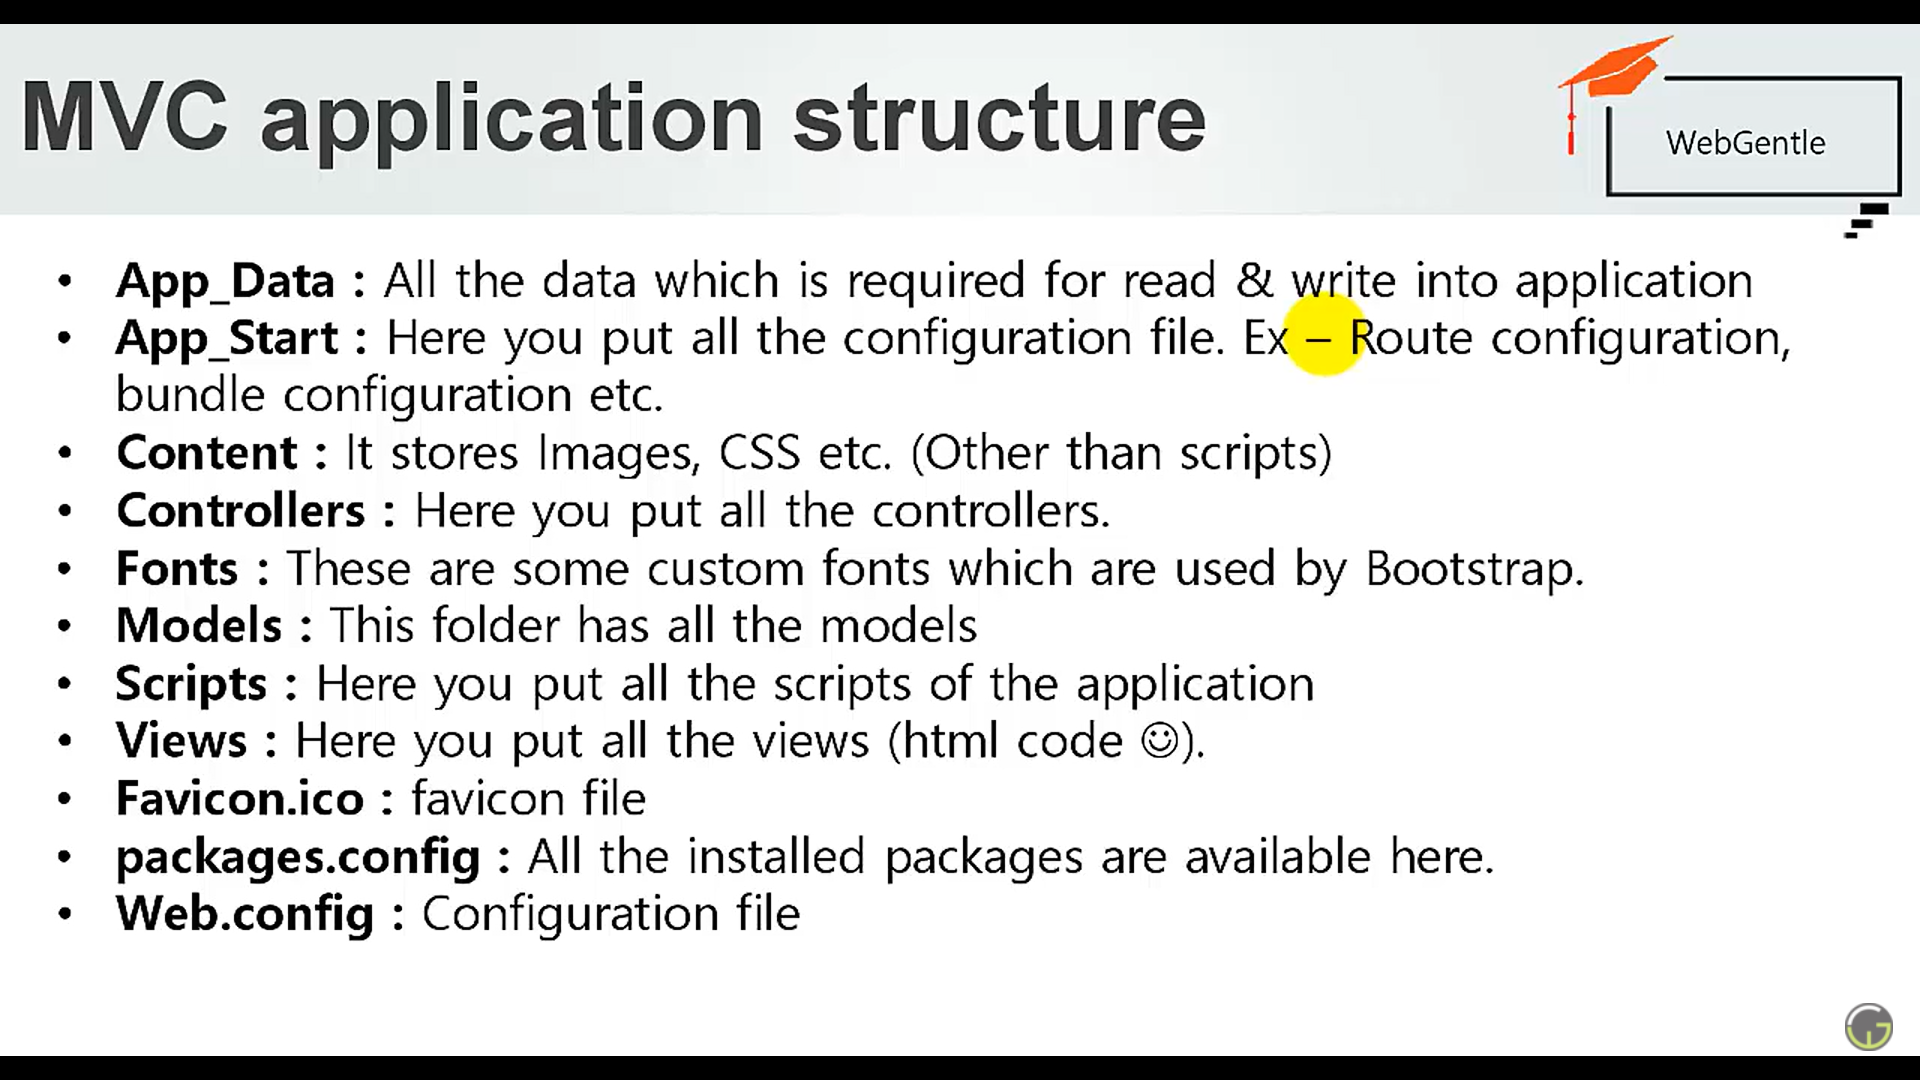 MVC application structure
WebGentle
• App_Data : All the data which is required for read & write into application
• App_Start : Here you put all the configuration file. Ex – Route configuration,
bundle configuration etc.
• Content : It stores Images, CSS etc. (Other than scripts)
• Controllers : Here you put all the controllers.
• Fonts : These are some custom fonts which are used by Bootstrap.
• Models : This folder has all the models
• Scripts : Here you put all the scripts of the application
• Views : Here you put all the views (html code ☺).
• Favicon.ico : favicon file
• packages.config : All the installed packages are available here.
• Web.config : Configuration file